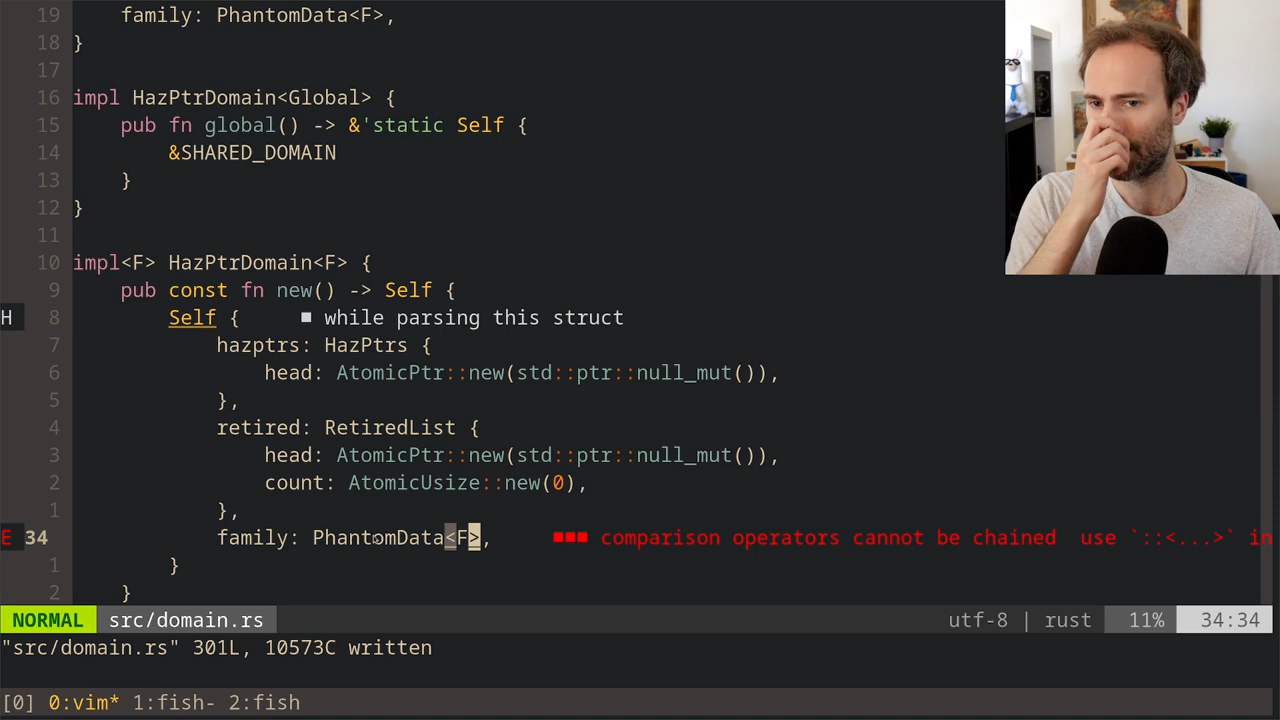 19     family: PhantomData<F>,
18 }
17
16 impl HazPtrDomain<Global> {
15     pub fn global() -> &'static Self {
14         &SHARED_DOMAIN
13     }
12 }
11
10 impl<F> HazPtrDomain<F> {
9     pub const fn new() -> Self {
H 8         Self {     ■ while parsing this struct
7             hazptrs: HazPtrs {
6                 head: AtomicPtr::new(std::ptr::null_mut()),
5             },
4             retired: RetiredList {
3                 head: AtomicPtr::new(std::ptr::null_mut()),
2                 count: AtomicUsize::new(0),
1             },
E 34             family: PhantomData<F>,     ■■■ comparison operators cannot be chained  use `::<...>` in
1         }
2     }
NORMAL src/domain.rs utf-8 | rust 11% 34:34
"src/domain.rs" 301L, 10573C written
[0] 0:vim* 1:fish- 2:fish